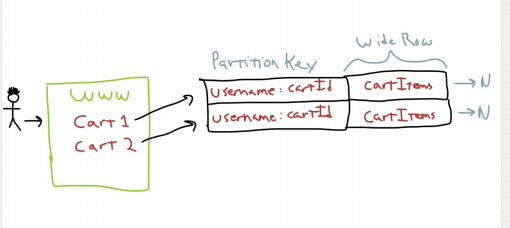 Wide Row
Partition Key
WWW
Cart 1
Cart 2
Username: cartId
CartItems
→ N
Username: cartId
CartItems
→ N